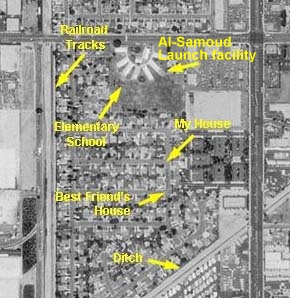 Railroad
Tracks
Al-Samoud
Launch facility
Elementary
School
My House
Best Friend's
House
Ditch